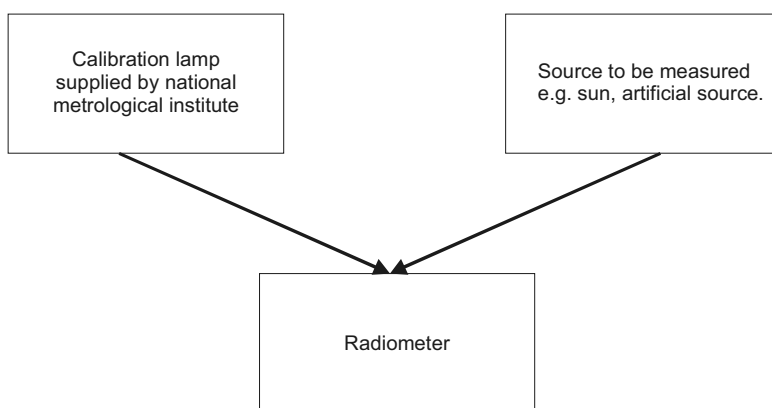 Calibration lamp
supplied by national
metrological institute
Source to be measured
e.g. sun, artificial source.
Radiometer